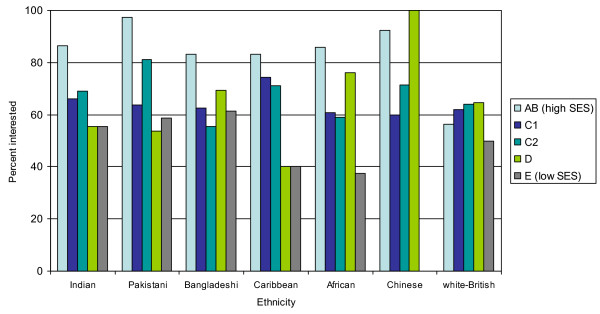 100
80
60
40
20
0
Percent interested
Indian Pakistani Bangladeshi Caribbean African Chinese white-British
Ethnicity
AB (high SES)
C1
C2
D
E (low SES)